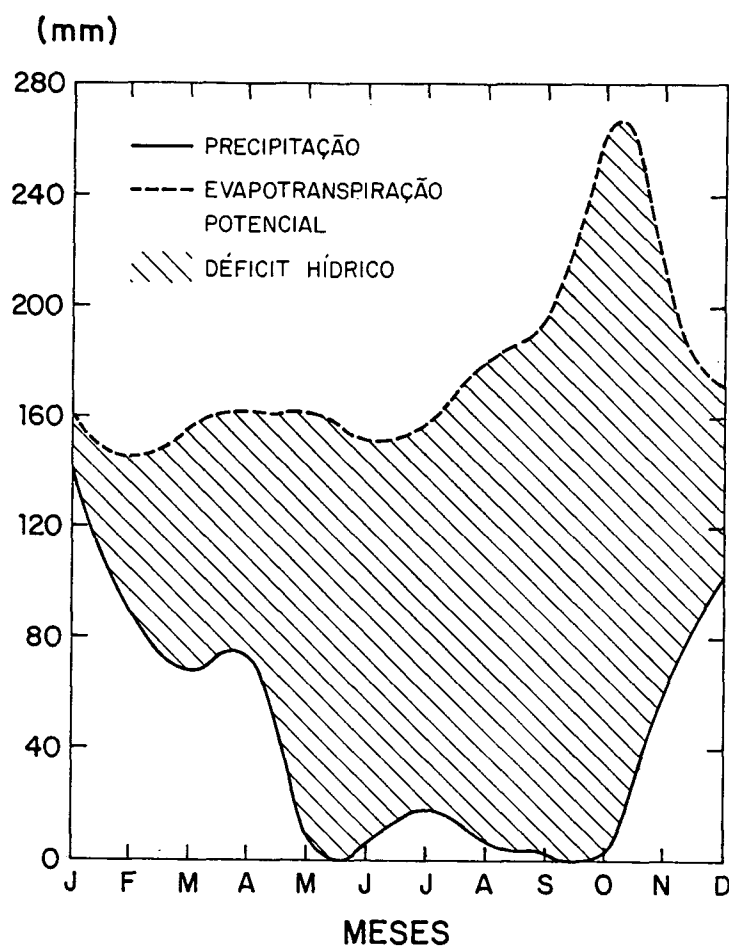 (mm)
280
240
200
160
120
80
40
0
PRECIPITAÇÃO
EVAPOTRANSPIRAÇÃO
POTENCIAL
DÉFICIT HÍDRICO
J F M A M J J A S O N D
MESES